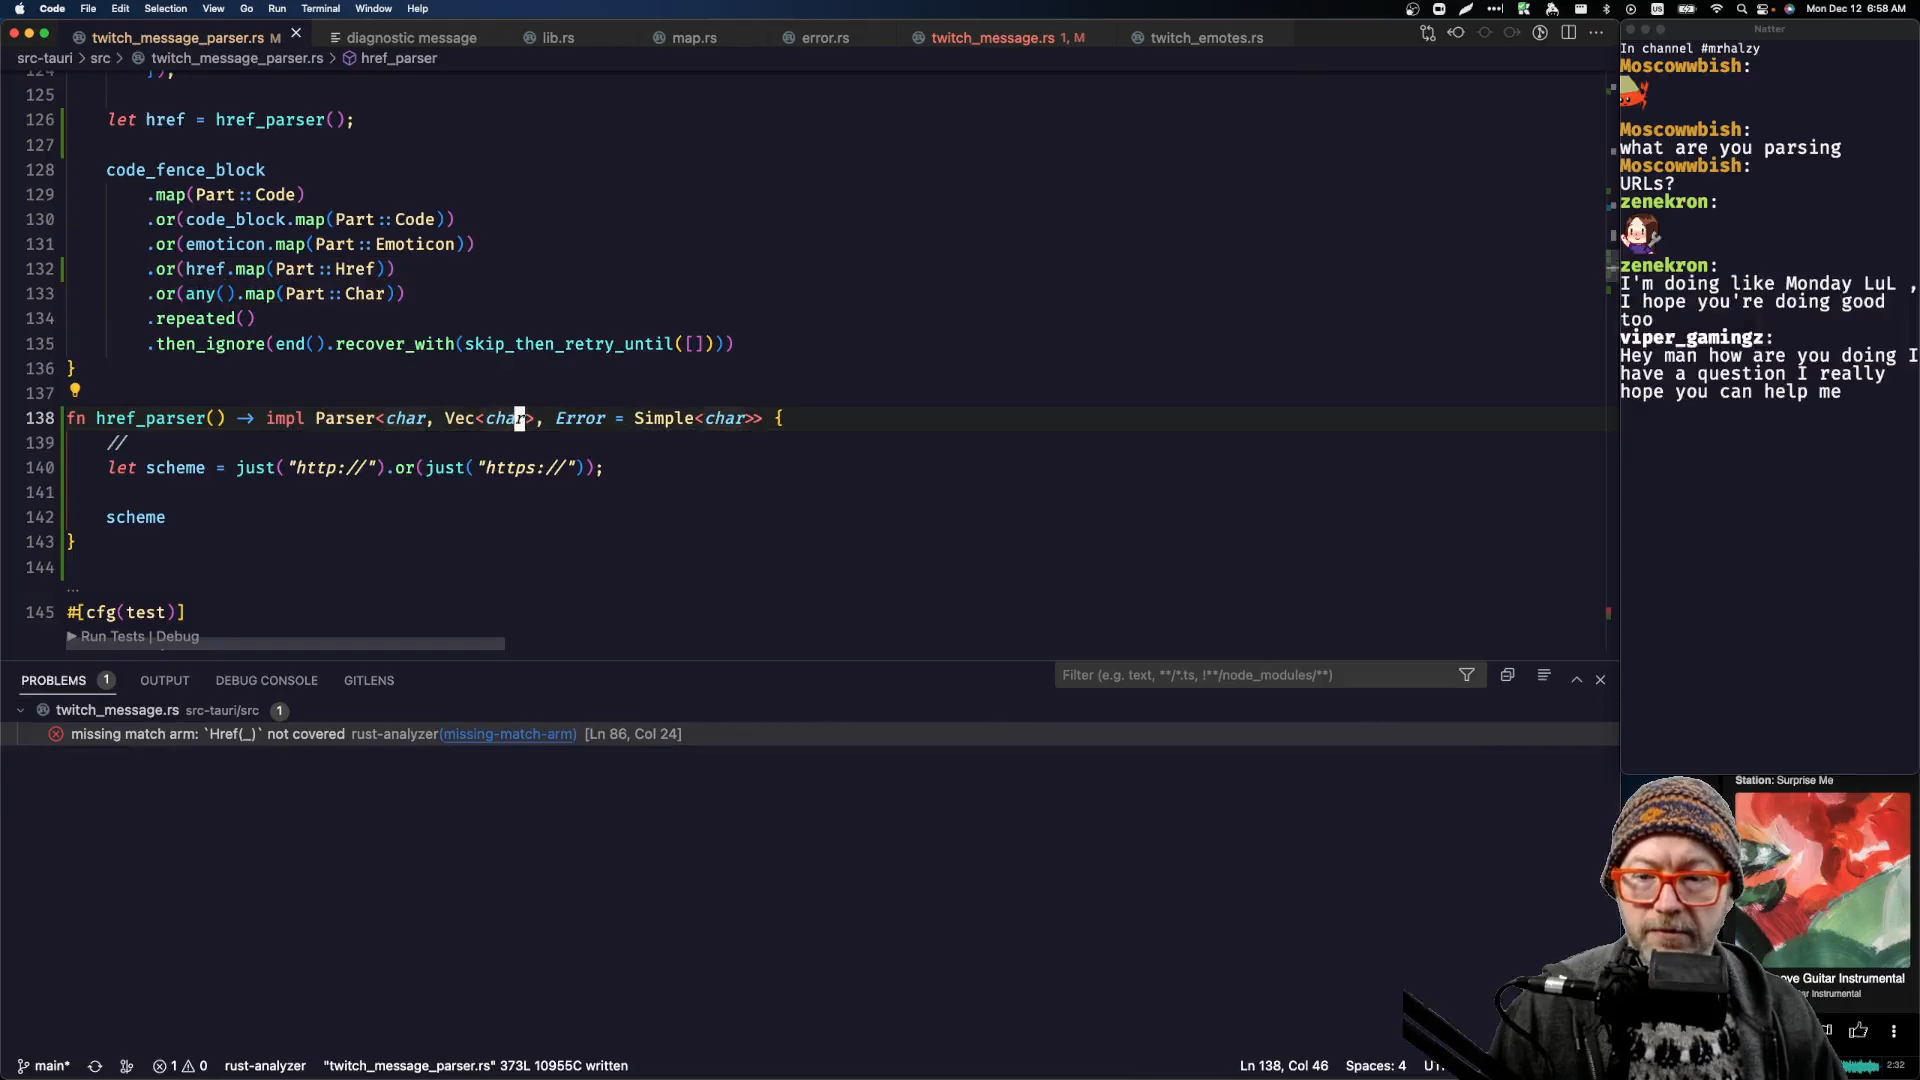 Code File Edit Selection View Go Run Terminal Window Help
Mon Dec 12 6:58 AM
twitch_message_parser.rs M
diagnostic message
lib.rs
map.rs
error.rs
twitch_message.rs 1, M
twitch_emotes.rs
src-tauri > src > twitch_message_parser.rs > href_parser
124 ]);
125
126 let href = href_parser();
127
128 code_fence_block
129 .map(Part::Code)
130 .or(code_block.map(Part::Code))
131 .or(emoticon.map(Part::Emoticon))
132 .or(href.map(Part::Href))
133 .or(any().map(Part::Char))
134 .repeated()
135 .then_ignore(end().recover_with(skip_then_retry_until([])))
136 }
137
138 fn href_parser() -> impl Parser<char, Vec<char>, Error = Simple<char>> {
139 //
140 let scheme = just("http://").or(just("https://"));
141
142 scheme
143 }
144
...
145 #[cfg(test)]
▶ Run Tests | Debug
PROBLEMS 1 OUTPUT DEBUG CONSOLE GITLENS
Filter (e.g. text, **/*.ts, !**/node_modules/**)
twitch_message.rs src-tauri/src 1
missing match arm: `Href(_)` not covered rust-analyzer(missing-match-arm) [Ln 86, Col 24]
main* 1 0 rust-analyzer "twitch_message_parser.rs" 373L 10955C written
Ln 138, Col 46 Spaces: 4
Natter
In channel #mrhalzy
Moscowwbish:
Moscowwbish:
what are you parsing
Moscowwbish:
URLs?
zenekron:
zenekron:
I'm doing like Monday LuL ,
I hope you're doing good
too
viper_gamingz:
Hey man how are you doing I
have a question I really
hope you can help me
Station: Surprise Me
Guitar Instrumental
Instrumental
2:32